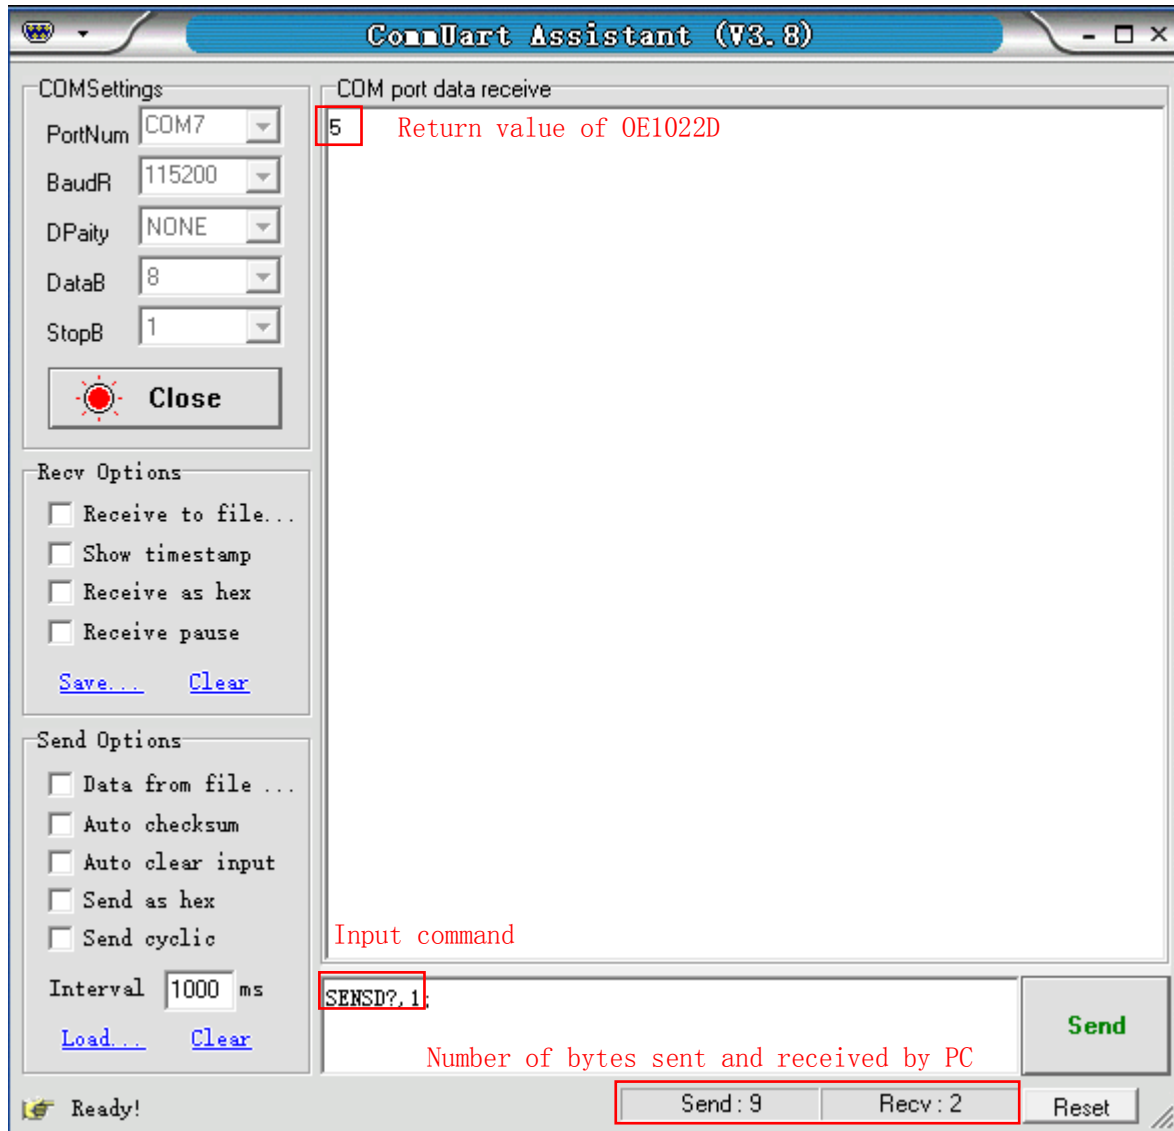 CommUart Assistant (V3.8)
COMSettings
PortNum COM7
BaudR 115200
DPaity NONE
DataB 8
StopB 1
Close
Recv Options
Receive to file...
Show timestamp
Receive as hex
Receive pause
Save... Clear
Send Options
Data from file ...
Auto checksum
Auto clear input
Send as hex
Send cyclic
Interval 1000 ms
Load... Clear
COM port data receive
5 Return value of OE1022D
Input command
SENSD?,1;
Send
Number of bytes sent and received by PC
Ready!
Send : 9 Recv : 2 Reset